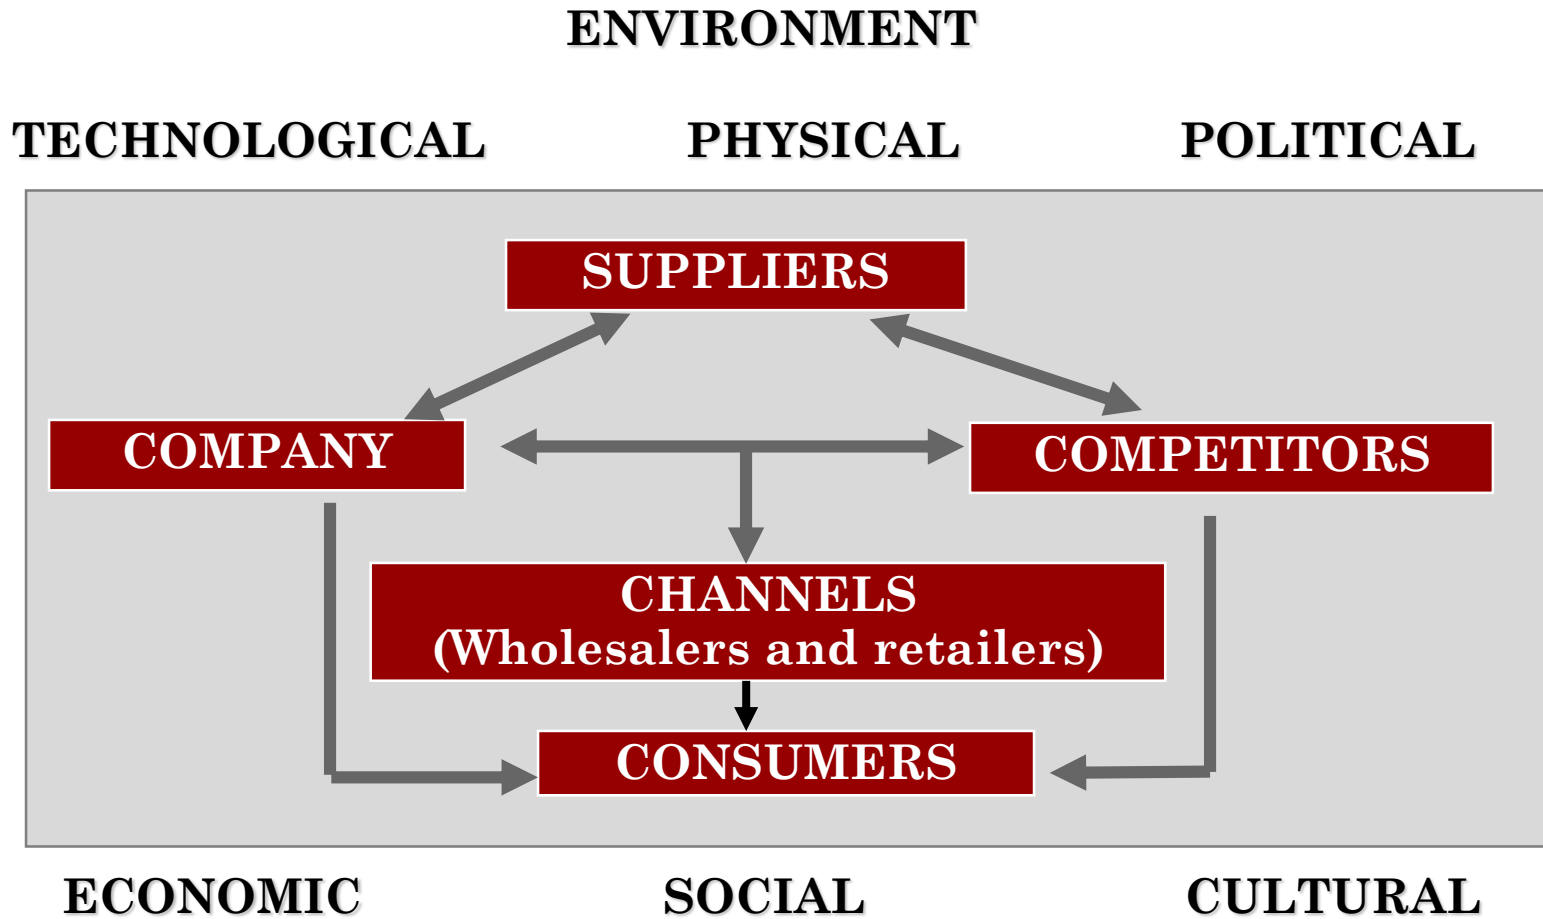 ENVIRONMENT
TECHNOLOGICAL
PHYSICAL
POLITICAL
SUPPLIERS
COMPANY
COMPETITORS
CHANNELS
(Wholesalers and retailers)
CONSUMERS
ECONOMIC
SOCIAL
CULTURAL